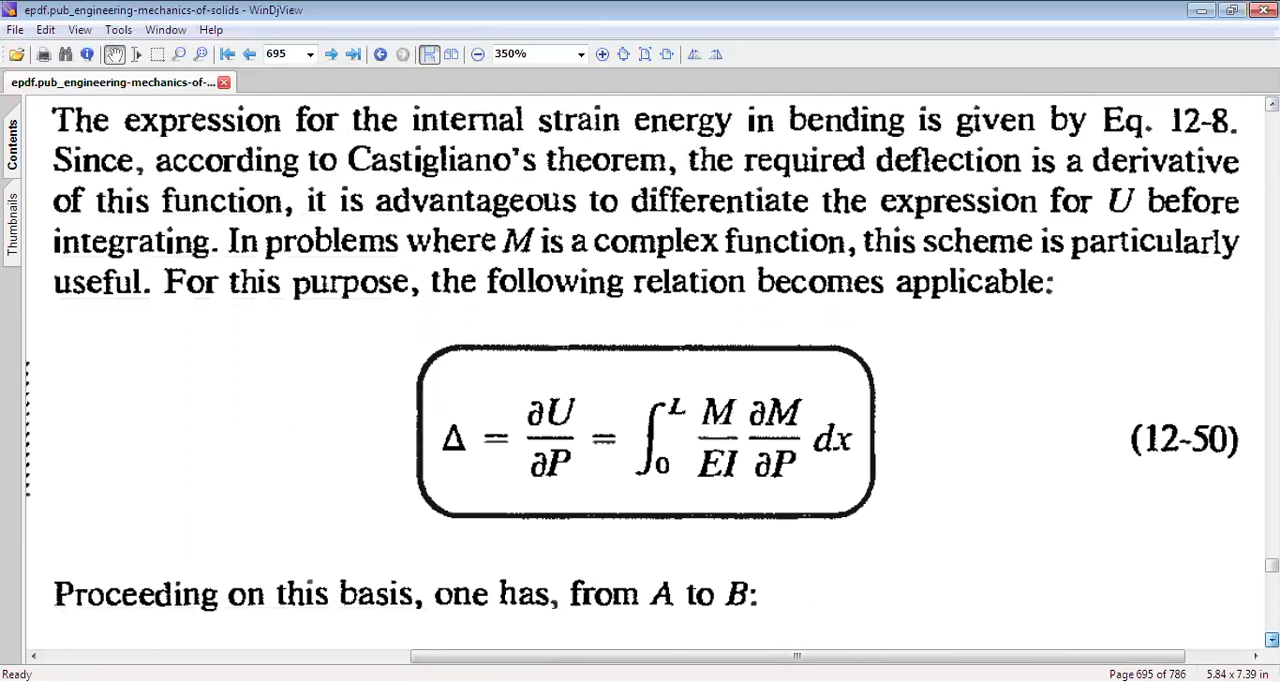 epdf.pub_engineering-mechanics-of-solids - WinDjView
File Edit View Tools Window Help
695 350%
epdf.pub_engineering-mechanics-of-...
Contents
Thumbnails
The expression for the internal strain energy in bending is given by Eq. 12-8.
Since, according to Castigliano's theorem, the required deflection is a derivative
of this function, it is advantageous to differentiate the expression for U before
integrating. In problems where M is a complex function, this scheme is particularly
useful. For this purpose, the following relation becomes applicable:
Δ = ∂U/∂P = ∫₀ᴸ M/EI ∂M/∂P dx (12-50)
Proceeding on this basis, one has, from A to B:
Ready Page 695 of 786 5.84 x 7.39 in